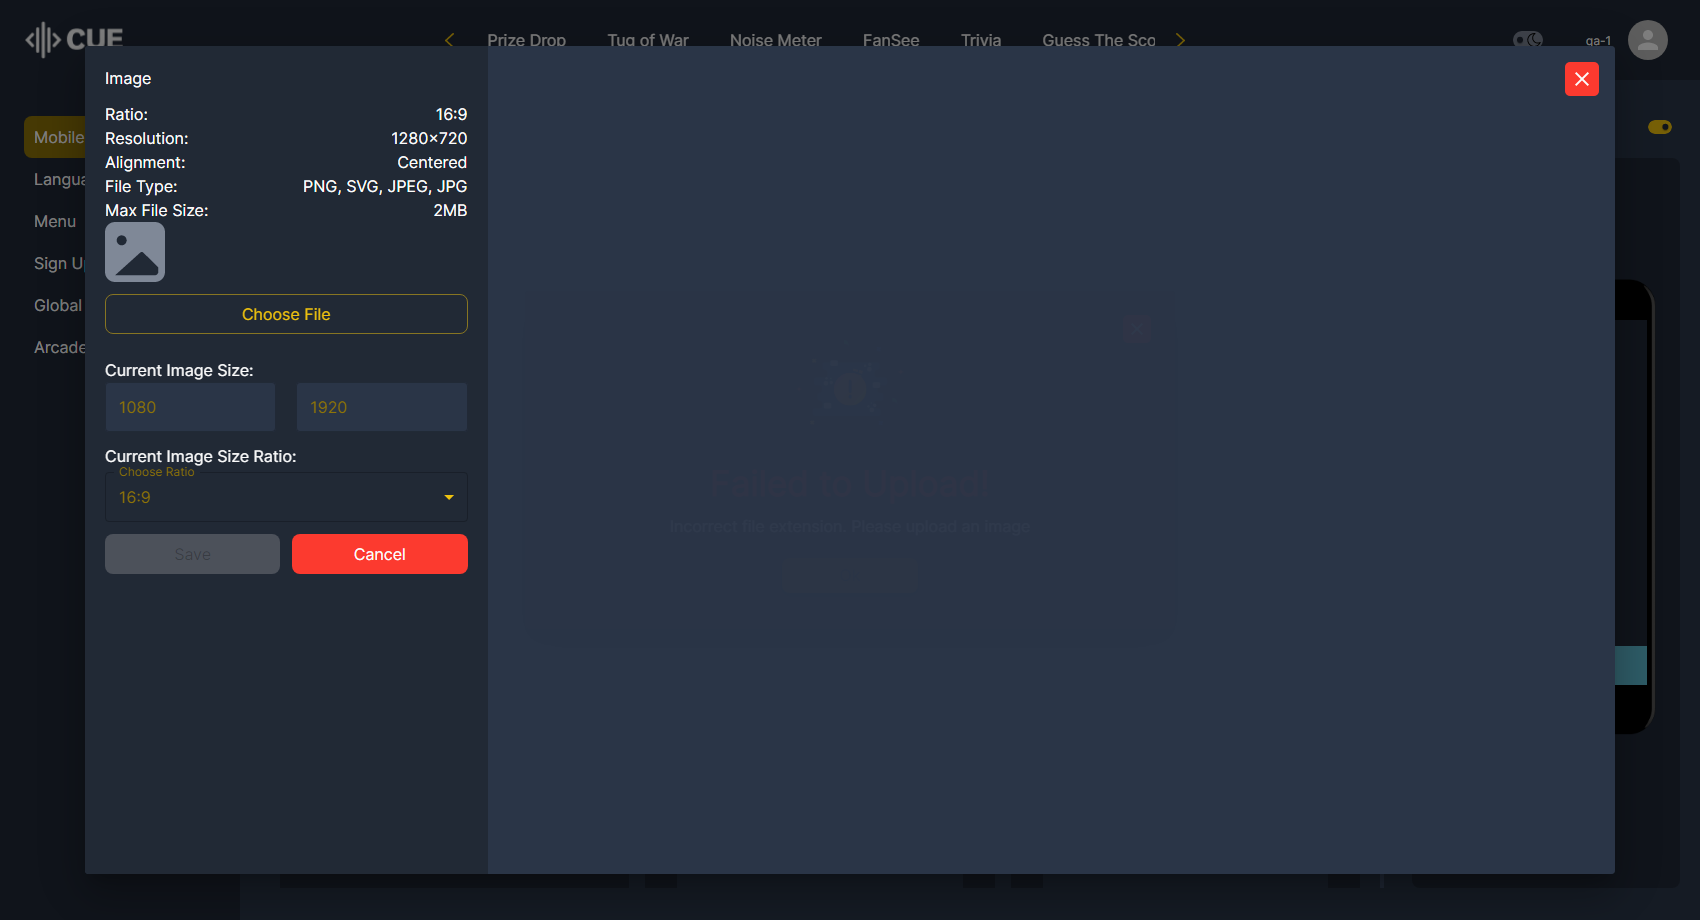 CUE
Prize Drop
Tug of War
Noise Meter
FanSee
Trivia
Guess The Sco
qa-1
Mobile
Langua
Menu
Sign U
Global
Arcade
Image
Ratio: 16:9
Resolution: 1280×720
Alignment: Centered
File Type: PNG, SVG, JPEG, JPG
Max File Size: 2MB
Choose File
Current Image Size:
1080 1920
Current Image Size Ratio:
Choose Ratio
16:9
Save Cancel
Failed to Upload!
Incorrect file extension. Please upload an image